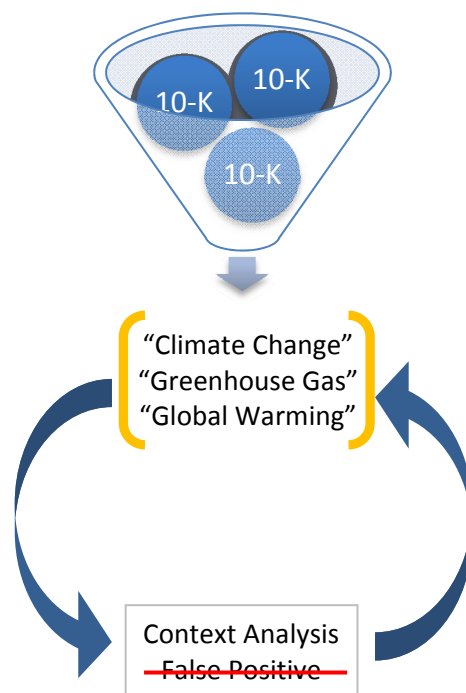 10-K
10-K
10-K
“Climate Change”
“Greenhouse Gas”
“Global Warming”
Context Analysis
False Positive